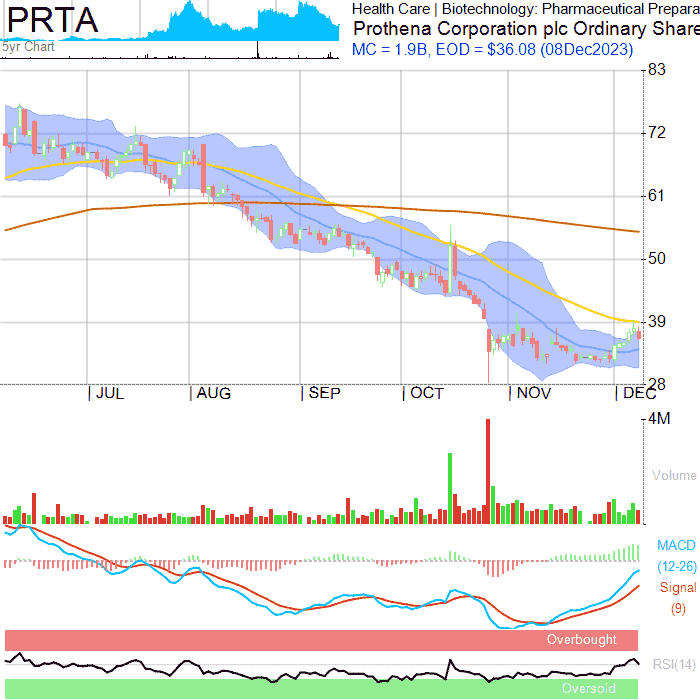 PRTA
5yr Chart
Health Care | Biotechnology: Pharmaceutical Prepara
Prothena Corporation plc Ordinary Share
MC = 1.9B, EOD = $36.08 (08Dec2023)
83
72
61
50
39
28
JUL
AUG
SEP
OCT
NOV
DEC
4M
Volume
MACD
(12-26)
Signal
(9)
Overbought
RSI(14)
Oversold